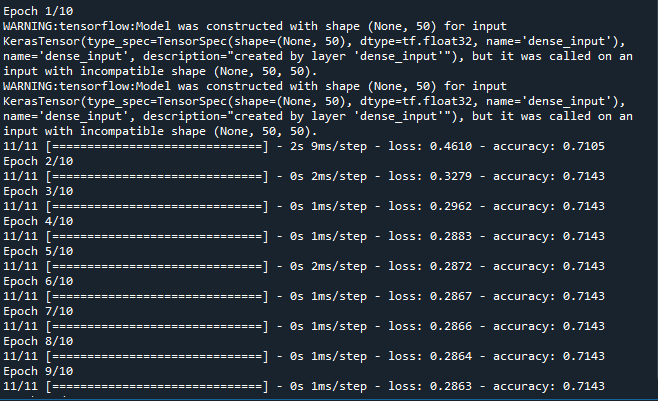 Epoch 1/10
WARNING:tensorflow:Model was constructed with shape (None, 50) for input
KerasTensor(type_spec=TensorSpec(shape=(None, 50), dtype=tf.float32, name='dense_input'),
name='dense_input', description="created by layer 'dense_input'"), but it was called on an
input with incompatible shape (None, 50, 50).
WARNING:tensorflow:Model was constructed with shape (None, 50) for input
KerasTensor(type_spec=TensorSpec(shape=(None, 50), dtype=tf.float32, name='dense_input'),
name='dense_input', description="created by layer 'dense_input'"), but it was called on an
input with incompatible shape (None, 50, 50).
11/11 [==============================] - 2s 9ms/step - loss: 0.4610 - accuracy: 0.7105
Epoch 2/10
11/11 [==============================] - 0s 2ms/step - loss: 0.3279 - accuracy: 0.7143
Epoch 3/10
11/11 [==============================] - 0s 1ms/step - loss: 0.2962 - accuracy: 0.7143
Epoch 4/10
11/11 [==============================] - 0s 1ms/step - loss: 0.2883 - accuracy: 0.7143
Epoch 5/10
11/11 [==============================] - 0s 2ms/step - loss: 0.2872 - accuracy: 0.7143
Epoch 6/10
11/11 [==============================] - 0s 1ms/step - loss: 0.2867 - accuracy: 0.7143
Epoch 7/10
11/11 [==============================] - 0s 1ms/step - loss: 0.2866 - accuracy: 0.7143
Epoch 8/10
11/11 [==============================] - 0s 1ms/step - loss: 0.2864 - accuracy: 0.7143
Epoch 9/10
11/11 [==============================] - 0s 1ms/step - loss: 0.2863 - accuracy: 0.7143